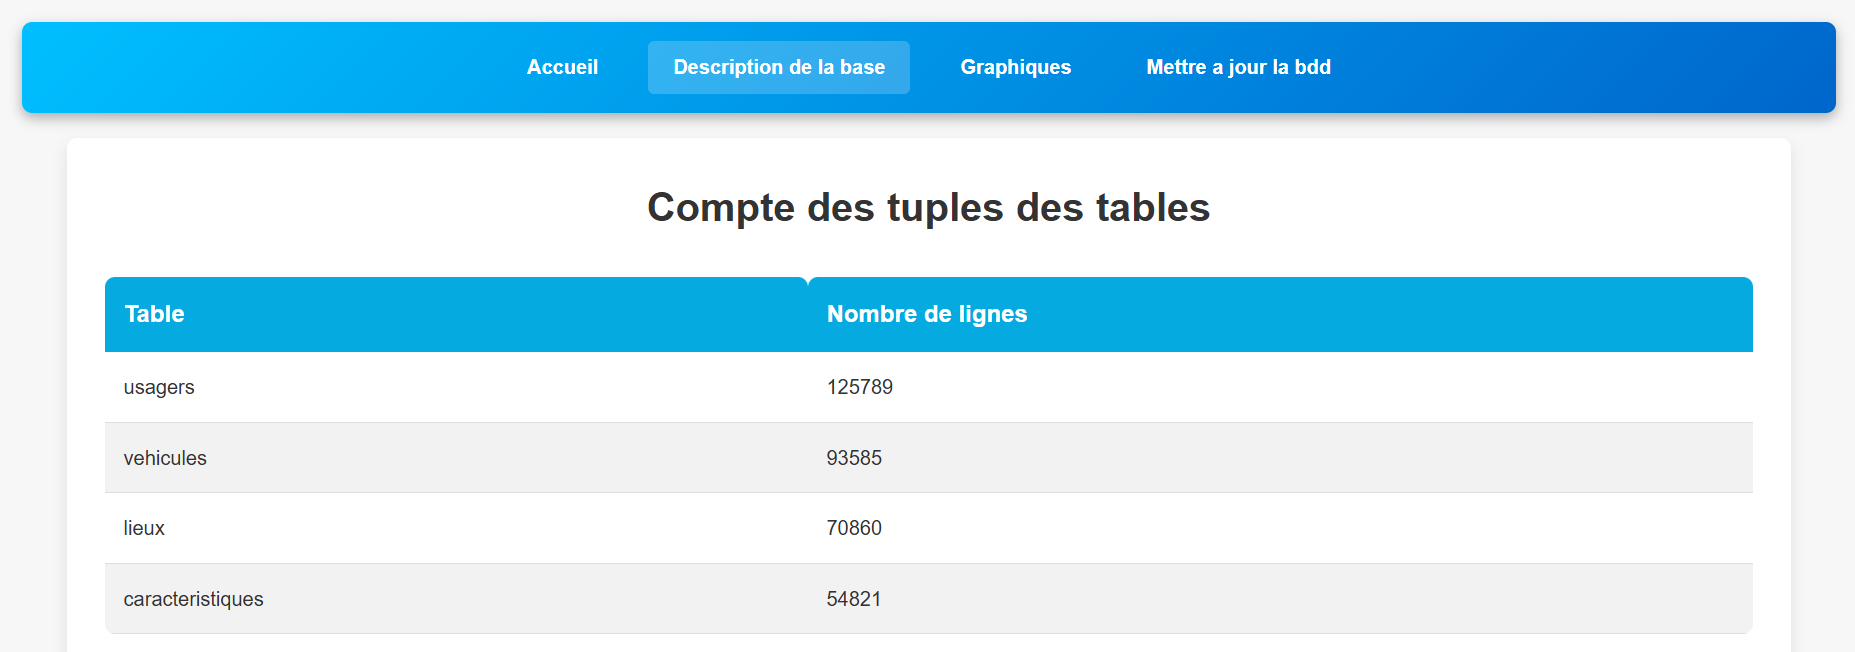 Accueil Description de la base Graphiques Mettre a jour la bdd
Compte des tuples des tables
Table Nombre de lignes
usagers 125789
vehicules 93585
lieux 70860
caracteristiques 54821